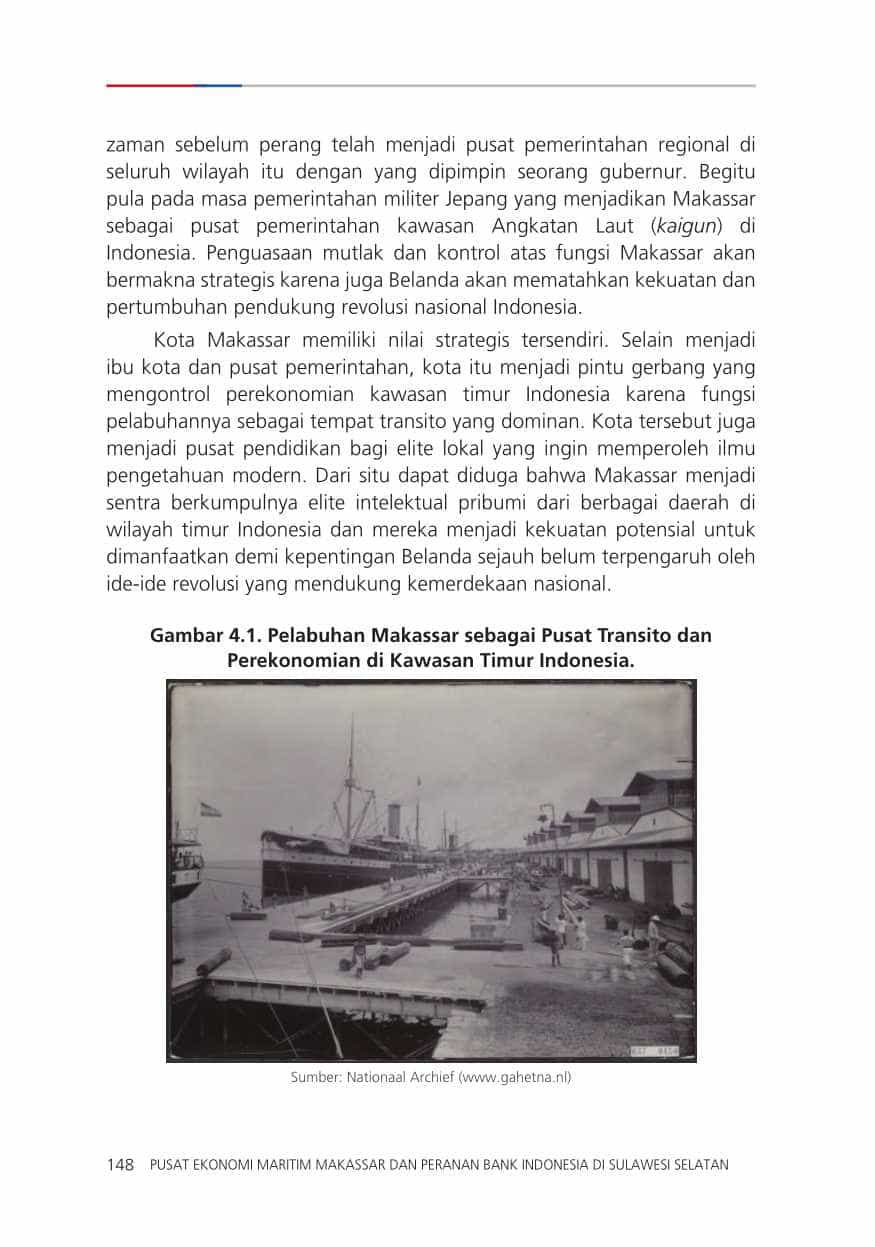 zaman sebelum perang telah menjadi pusat pemerintahan regional di
seluruh wilayah itu dengan yang dipimpin seorang gubernur. Begitu
pula pada masa pemerintahan militer Jepang yang menjadikan Makassar
sebagai pusat pemerintahan kawasan Angkatan Laut (kaigun) di
Indonesia. Penguasaan mutlak dan kontrol atas fungsi Makassar akan
bermakna strategis karena juga Belanda akan mematahkan kekuatan dan
pertumbuhan pendukung revolusi nasional Indonesia.
Kota Makassar memiliki nilai strategis tersendiri. Selain menjadi
ibu kota dan pusat pemerintahan, kota itu menjadi pintu gerbang yang
mengontrol perekonomian kawasan timur Indonesia karena fungsi
pelabuhannya sebagai tempat transito yang dominan. Kota tersebut juga
menjadi pusat pendidikan bagi elite lokal yang ingin memperoleh ilmu
pengetahuan modern. Dari situ dapat diduga bahwa Makassar menjadi
sentra berkumpulnya elite intelektual pribumi dari berbagai daerah di
wilayah timur Indonesia dan mereka menjadi kekuatan potensial untuk
dimanfaatkan demi kepentingan Belanda sejauh belum terpengaruh oleh
ide-ide revolusi yang mendukung kemerdekaan nasional.
Gambar 4.1. Pelabuhan Makassar sebagai Pusat Transito dan
Perekonomian di Kawasan Timur Indonesia.
Sumber: Nationaal Archief (www.gahetna.nl)
148 PUSAT EKONOMI MARITIM MAKASSAR DAN PERANAN BANK INDONESIA DI SULAWESI SELATAN